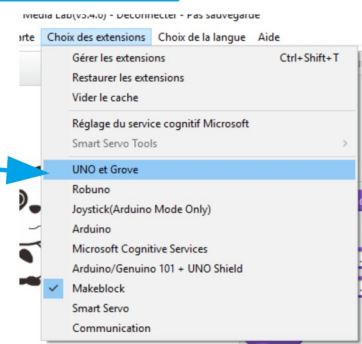 Media Lab(v3.4.0) - Déconnecter - Pas sauvegardé
arte Choix des extensions Choix de la langue Aide
Gérer les extensions Ctrl+Shift+T
Restaurer les extensions
Vider le cache
Réglage du service cognitif Microsoft
Smart Servo Tools
UNO et Grove
Robuno
Joystick(Arduino Mode Only)
Arduino
Microsoft Cognitive Services
Arduino/Genuino 101 + UNO Shield
Makeblock
Smart Servo
Communication